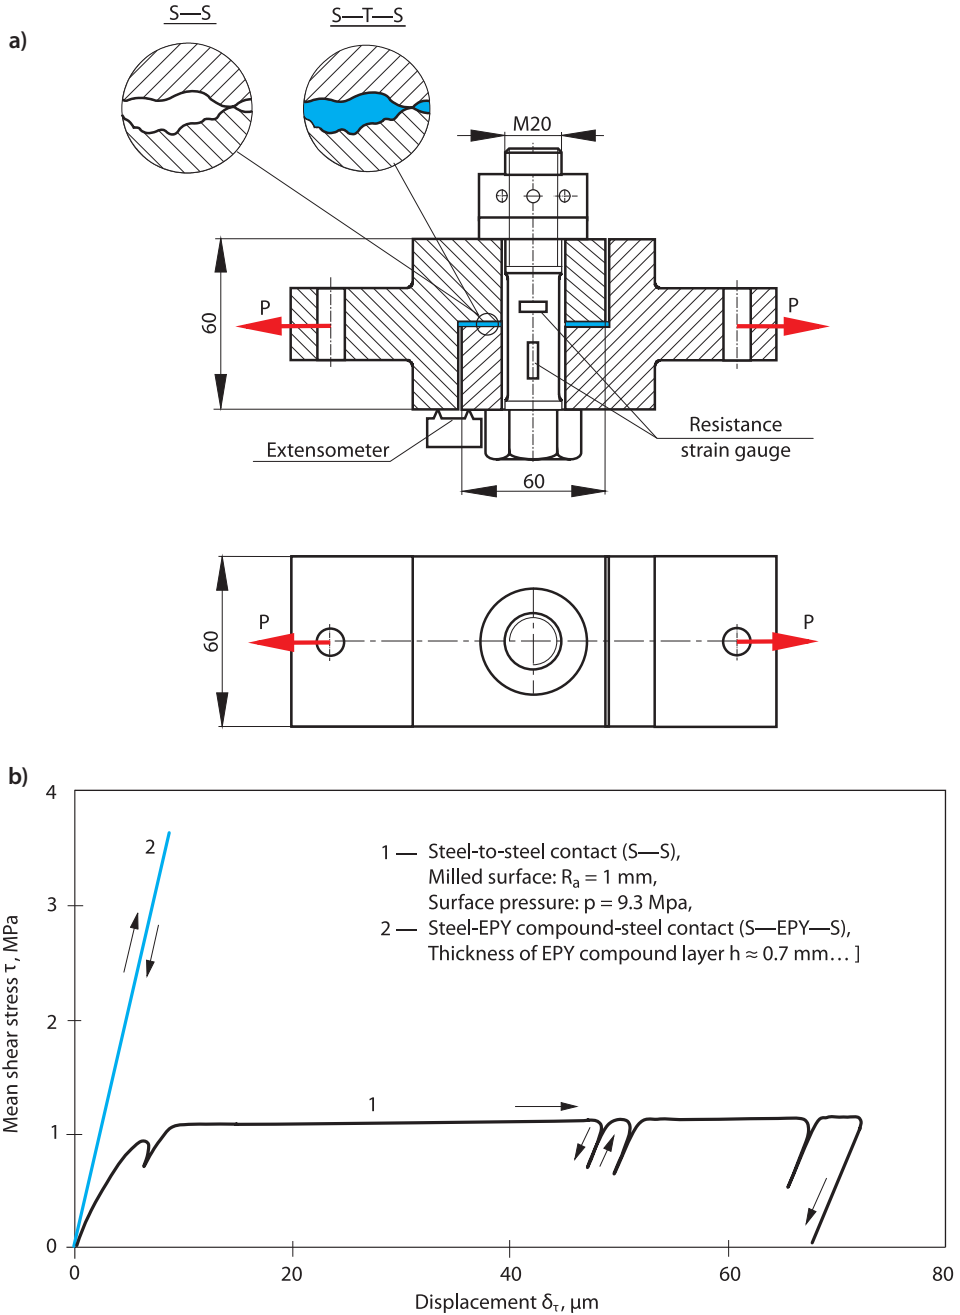 a)
S—S
S—T—S
M20
60
P
P
Extensometer
Resistance
strain gauge
60
60
P
P
b)
4
3
2
1
0
Mean shear stress τ, MPa
2
1
1 — Steel-to-steel contact (S—S),
Milled surface: Ra = 1 mm,
Surface pressure: p = 9.3 Mpa,
2 — Steel-EPY compound-steel contact (S—EPY—S),
Thickness of EPY compound layer h ≈ 0.7 mm… ]
0
20
40
60
80
Displacement δτ, µm